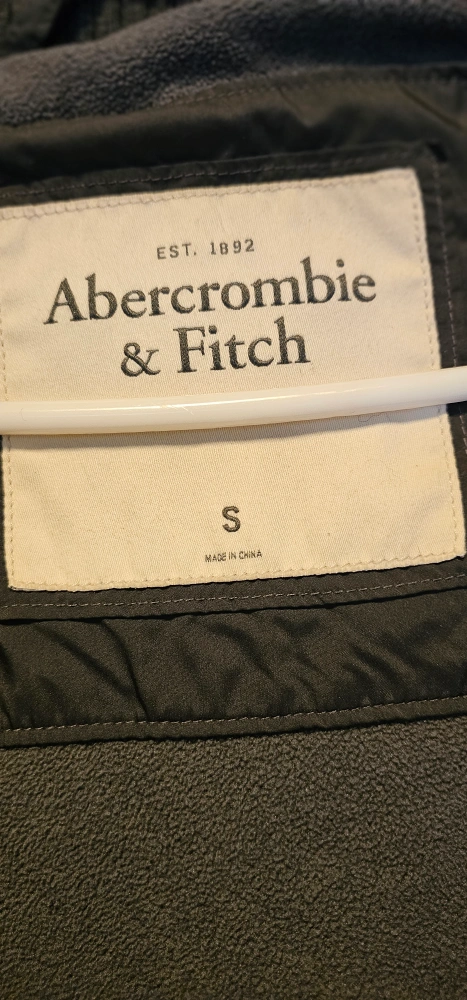 EST. 1892
Abercrombie
& Fitch
S
MADE IN CHINA